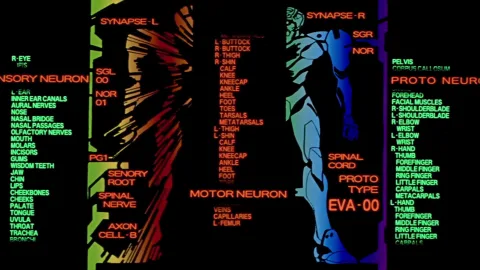 R-EYE
IRIS
NSORY NEURON
L-EAR
INNER EAR CANALS
AURAL NERVES
NOSE
NASAL BRIDGE
NASAL PASSAGES
OLFACTORY NERVES
MOUTH
MOLARS
INCISORS
GUMS
WISDOM TEETH
JAW
CHIN
LIPS
CHEEKBONES
CHEEKS
PALATE
TONGUE
UVULA
THROAT
TRACHEA
BRONCHI
SYNAPSE-L
SGL
00
NOR
01
PG1-
SENORY
ROOT
SPINAL
NERVE
AXON
CELL-B
L-BUTTOCK
R-BUTTOCK
R-THIGH
R-SHIN
CALF
KNEE
KNEECAP
ANKLE
HEEL
FOOT
TOES
TARSALS
METATARSALS
L-THIGH
L-SHIN
CALF
KNEE
KNEECAP
ANKLE
HEEL
FOOT
MOTOR NEURON
VEINS
CAPILLARIES
L-FEMUR
SYNAPSE-R
SGR
NOR
SPINAL
CORD
PROTO
TYPE
EVA-00
PELVIS
CORPUS CALLOSUM
PROTO NEURO
FOREHEAD
FACIAL MUSCLES
R-SHOULDERBLADE
L-SHOULDERBLADE
R-ELBOW
WRIST
L-ELBOW
WRIST
R-HAND
THUMB
FOREFINGER
MIDDLE FINGER
RING FINGER
LITTLE FINGER
CARPALS
METACARPALS
L-HAND
THUMB
FOREFINGER
MIDDLE FINGER
RING FINGER
LITTLE FINGER
CARPALS